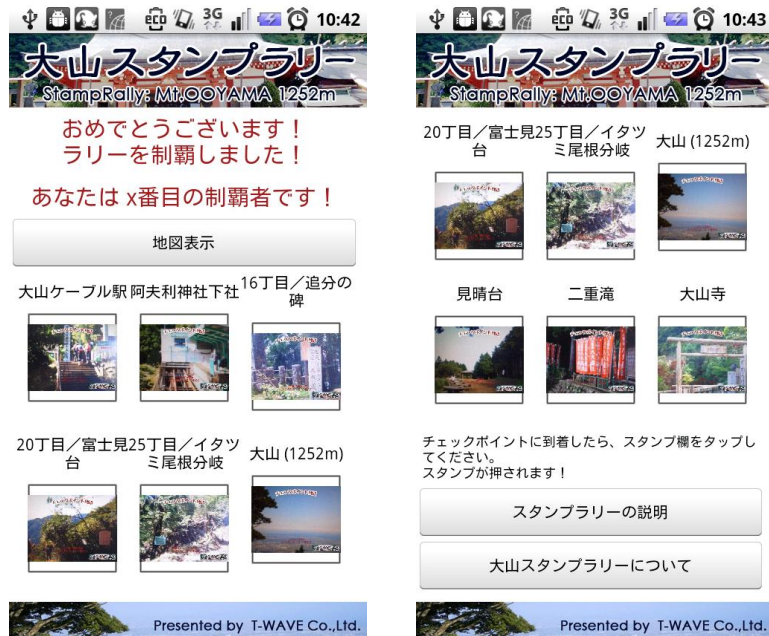 3G
10:42
大山スタンプラリー
StampRally: Mt.OOYAMA 1252m
おめでとうございます！
ラリーを制覇しました！
あなたは x番目の制覇者です！
地図表示
大山ケーブル駅
阿夫利神社下社
16丁目／追分の
碑
20丁目／富士見
台
25丁目／イタツ
ミ尾根分岐
大山 (1252m)
Presented by T-WAVE Co.,Ltd.
eco
3G
10:43
大山スタンプラリー
StampRally: Mt.OOYAMA 1252m
20丁目／富士見
台
25丁目／イタツ
ミ尾根分岐
大山 (1252m)
見晴台
二重滝
大山寺
チェックポイントに到着したら、スタンプ欄をタップし
てください。
スタンプが押されます！
スタンプラリーの説明
大山スタンプラリーについて
Presented by T-WAVE Co.,Ltd.